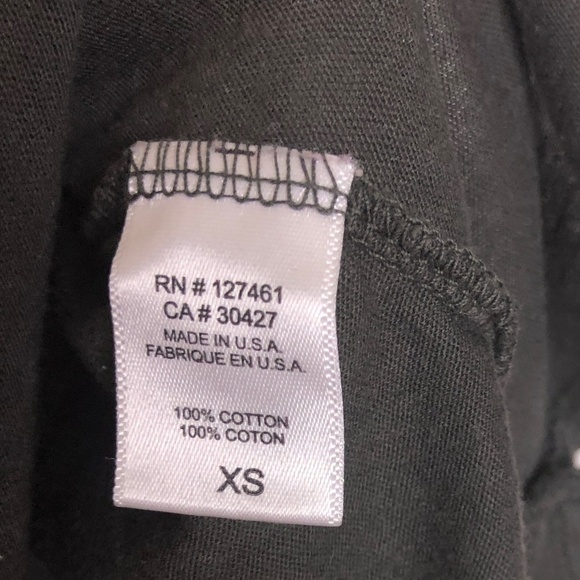 RN # 127461
CA # 30427
MADE IN U.S.A.
FABRIQUE EN U.S.A.
100% COTTON
100% COTON
XS